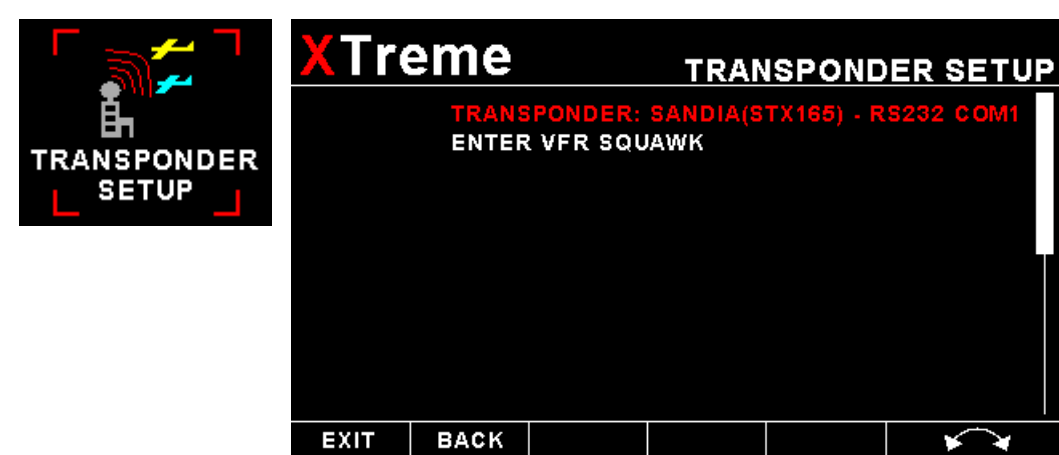 TRANSPONDER
SETUP
XTreme
TRANSPONDER SETUP
TRANSPONDER: SANDIA(STX165) - RS232 COM1
ENTER VFR SQUAWK
EXIT BACK